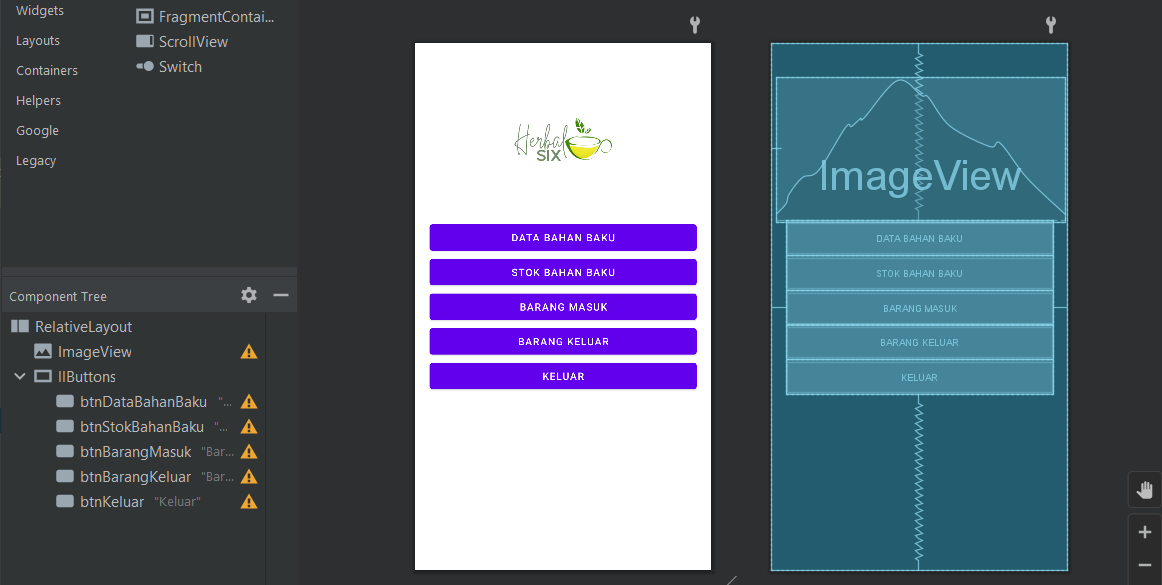 Widgets
Layouts
Containers
Helpers
Google
Legacy
FragmentContai...
ScrollView
Switch
Component Tree
RelativeLayout
ImageView
llButtons
btnDataBahanBaku "...
btnStokBahanBaku "...
btnBarangMasuk "Bar...
btnBarangKeluar "Bar...
btnKeluar "Keluar"
Herbal
SIX
DATA BAHAN BAKU
STOK BAHAN BAKU
BARANG MASUK
BARANG KELUAR
KELUAR
ImageView
DATA BAHAN BAKU
STOK BAHAN BAKU
BARANG MASUK
BARANG KELUAR
KELUAR